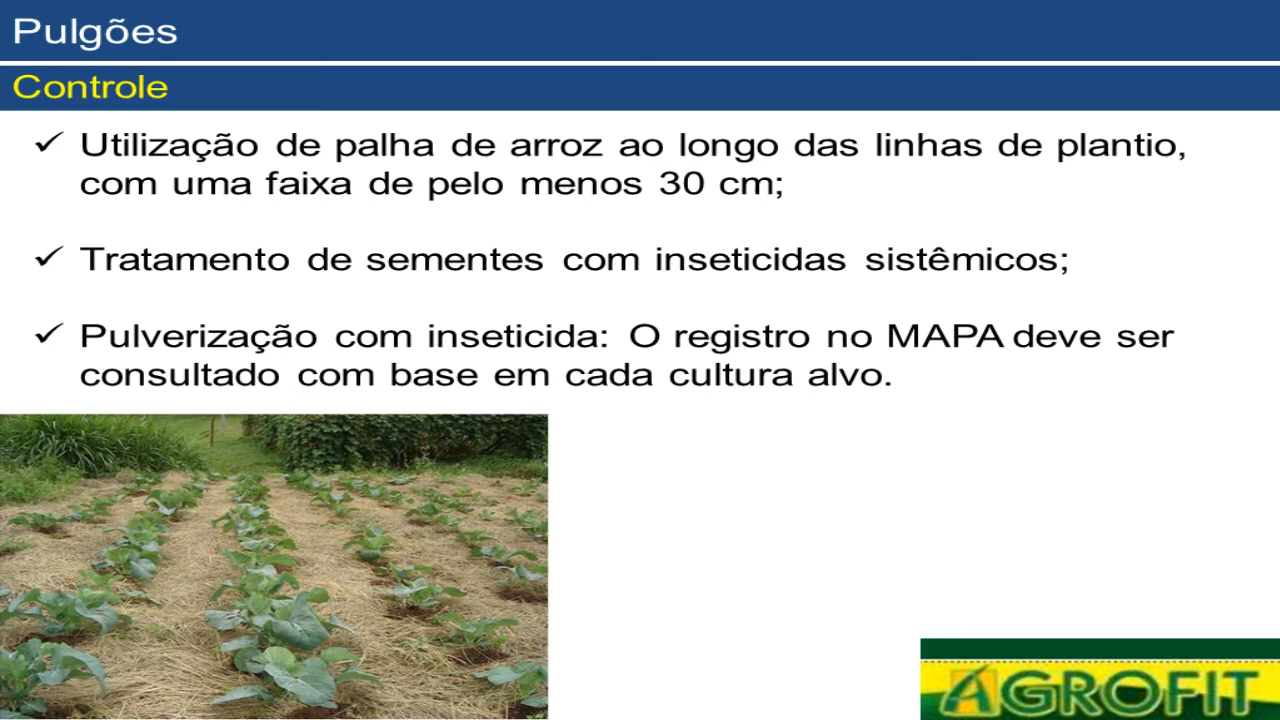 Pulgões
Controle
✓ Utilização de palha de arroz ao longo das linhas de plantio,
com uma faixa de pelo menos 30 cm;
✓ Tratamento de sementes com inseticidas sistêmicos;
✓ Pulverização com inseticida: O registro no MAPA deve ser
consultado com base em cada cultura alvo.
AGROFIT